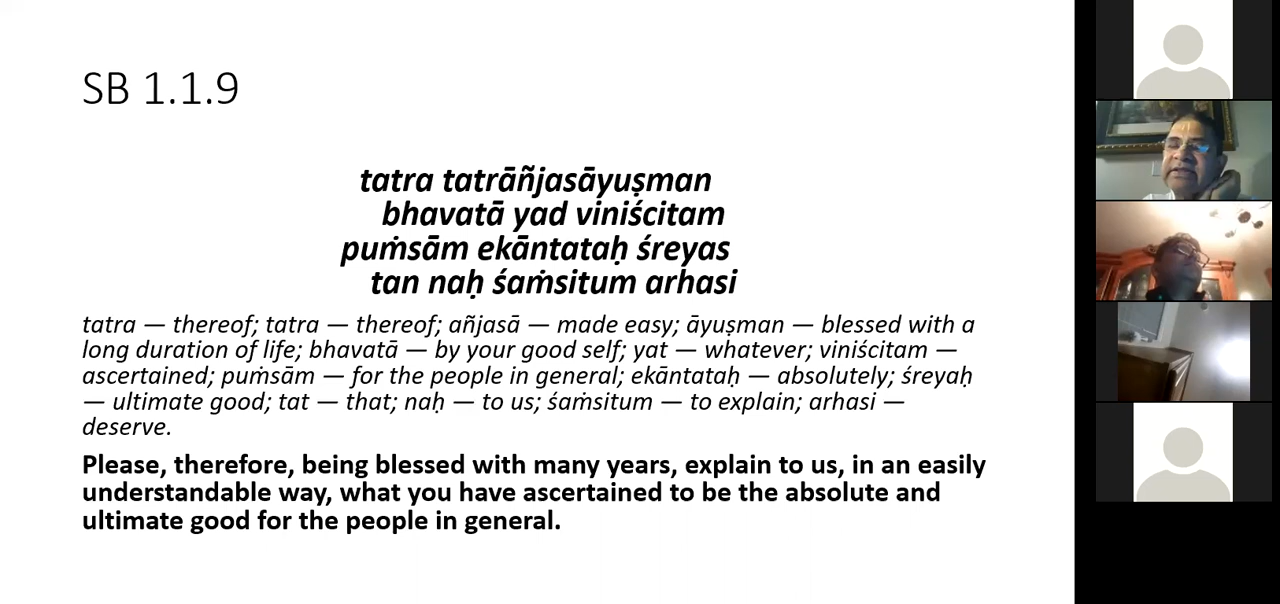 SB 1.1.9
tatra tatrāñjasāyuṣman
bhavatā yad viniścitam
puṁsām ekāntataḥ śreyas
tan naḥ śaṁsitum arhasi
tatra — thereof; tatra — thereof; añjasā — made easy; āyuṣman — blessed with a
long duration of life; bhavatā — by your good self; yat — whatever; viniścitam —
ascertained; puṁsām — for the people in general; ekāntataḥ — absolutely; śreyaḥ
— ultimate good; tat — that; naḥ — to us; śaṁsitum — to explain; arhasi —
deserve.
Please, therefore, being blessed with many years, explain to us, in an easily
understandable way, what you have ascertained to be the absolute and
ultimate good for the people in general.